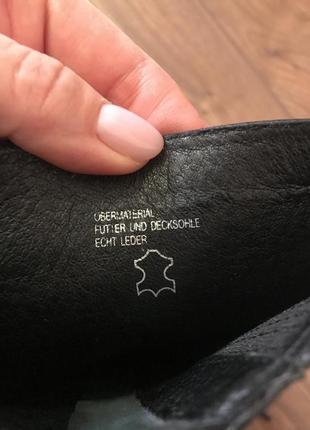 OBERMATERIAL
FUTTER UND DECKSOHLE
ECHT LEDER